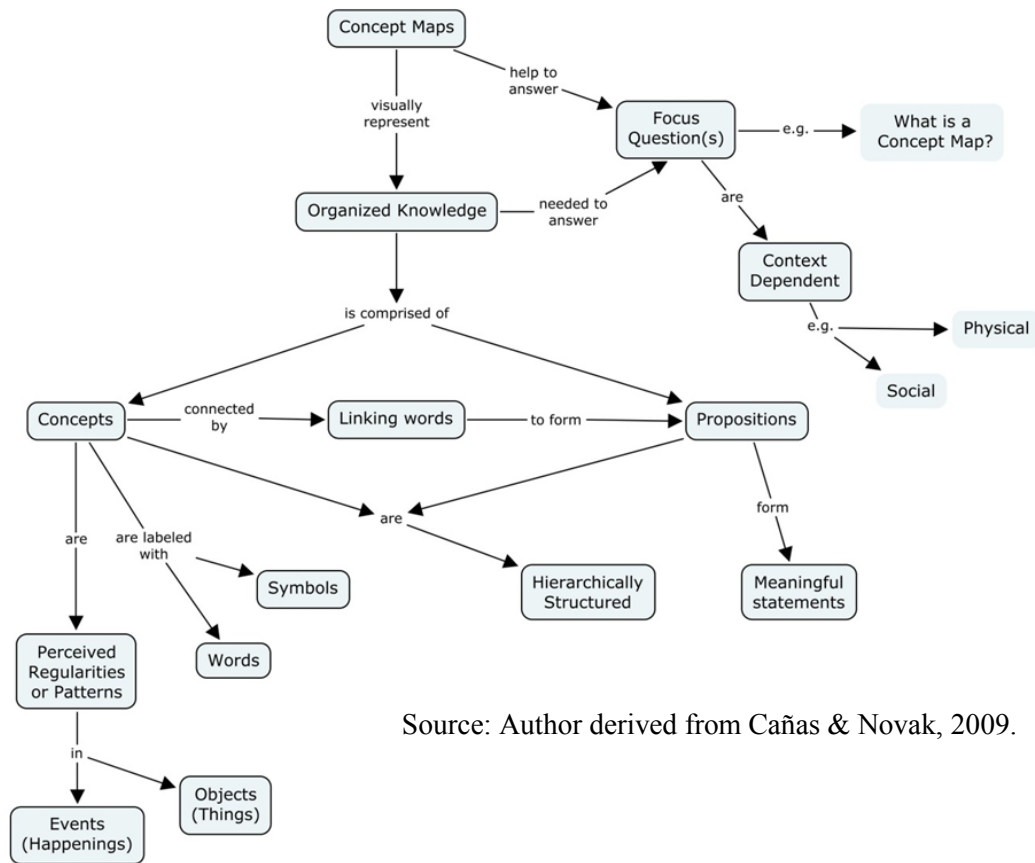 Concept Maps
help to
answer
visually
represent
Focus
Question(s)
e.g.
What is a
Concept Map?
Organized Knowledge
needed to
answer
are
Context
Dependent
is comprised of
e.g.
Physical
Social
Concepts
connected
by
Linking words
to form
Propositions
are
are labeled
with
are
form
Symbols
Hierarchically
Structured
Meaningful
statements
Words
Perceived
Regularities
or Patterns
in
Objects
(Things)
Events
(Happenings)
Source: Author derived from Cañas & Novak, 2009.